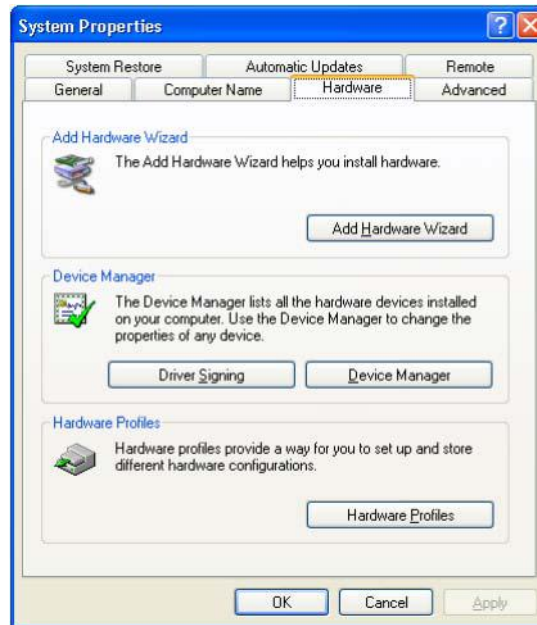 System Properties
System Restore Automatic Updates Remote
General Computer Name Hardware Advanced
Add Hardware Wizard
The Add Hardware Wizard helps you install hardware.
Add Hardware Wizard
Device Manager
The Device Manager lists all the hardware devices installed
on your computer. Use the Device Manager to change the
properties of any device.
Driver Signing Device Manager
Hardware Profiles
Hardware profiles provide a way for you to set up and store
different hardware configurations.
Hardware Profiles
OK Cancel Apply